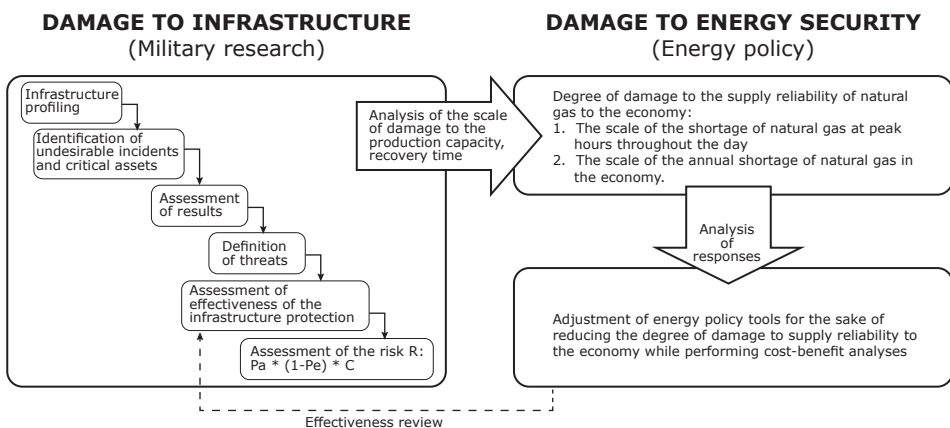 DAMAGE TO INFRASTRUCTURE
(Military research)
Infrastructure
profiling
Identification of
undesirable incidents
and critical assets
Assessment
of results
Definition
of threats
Assessment of
effectiveness of the
infrastructure protection
Assessment of the risk R:
Pa * (1-Pe) * C
Analysis of the scale
of damage to the
production capacity,
recovery time
DAMAGE TO ENERGY SECURITY
(Energy policy)
Degree of damage to the supply reliability of natural
gas to the economy:
1. The scale of the shortage of natural gas at peak
hours throughout the day
2. The scale of the annual shortage of natural gas in
the economy.
Analysis
of
responses
Adjustment of energy policy tools for the sake of
reducing the degree of damage to supply reliability to
the economy while performing cost-benefit analyses
Effectiveness review